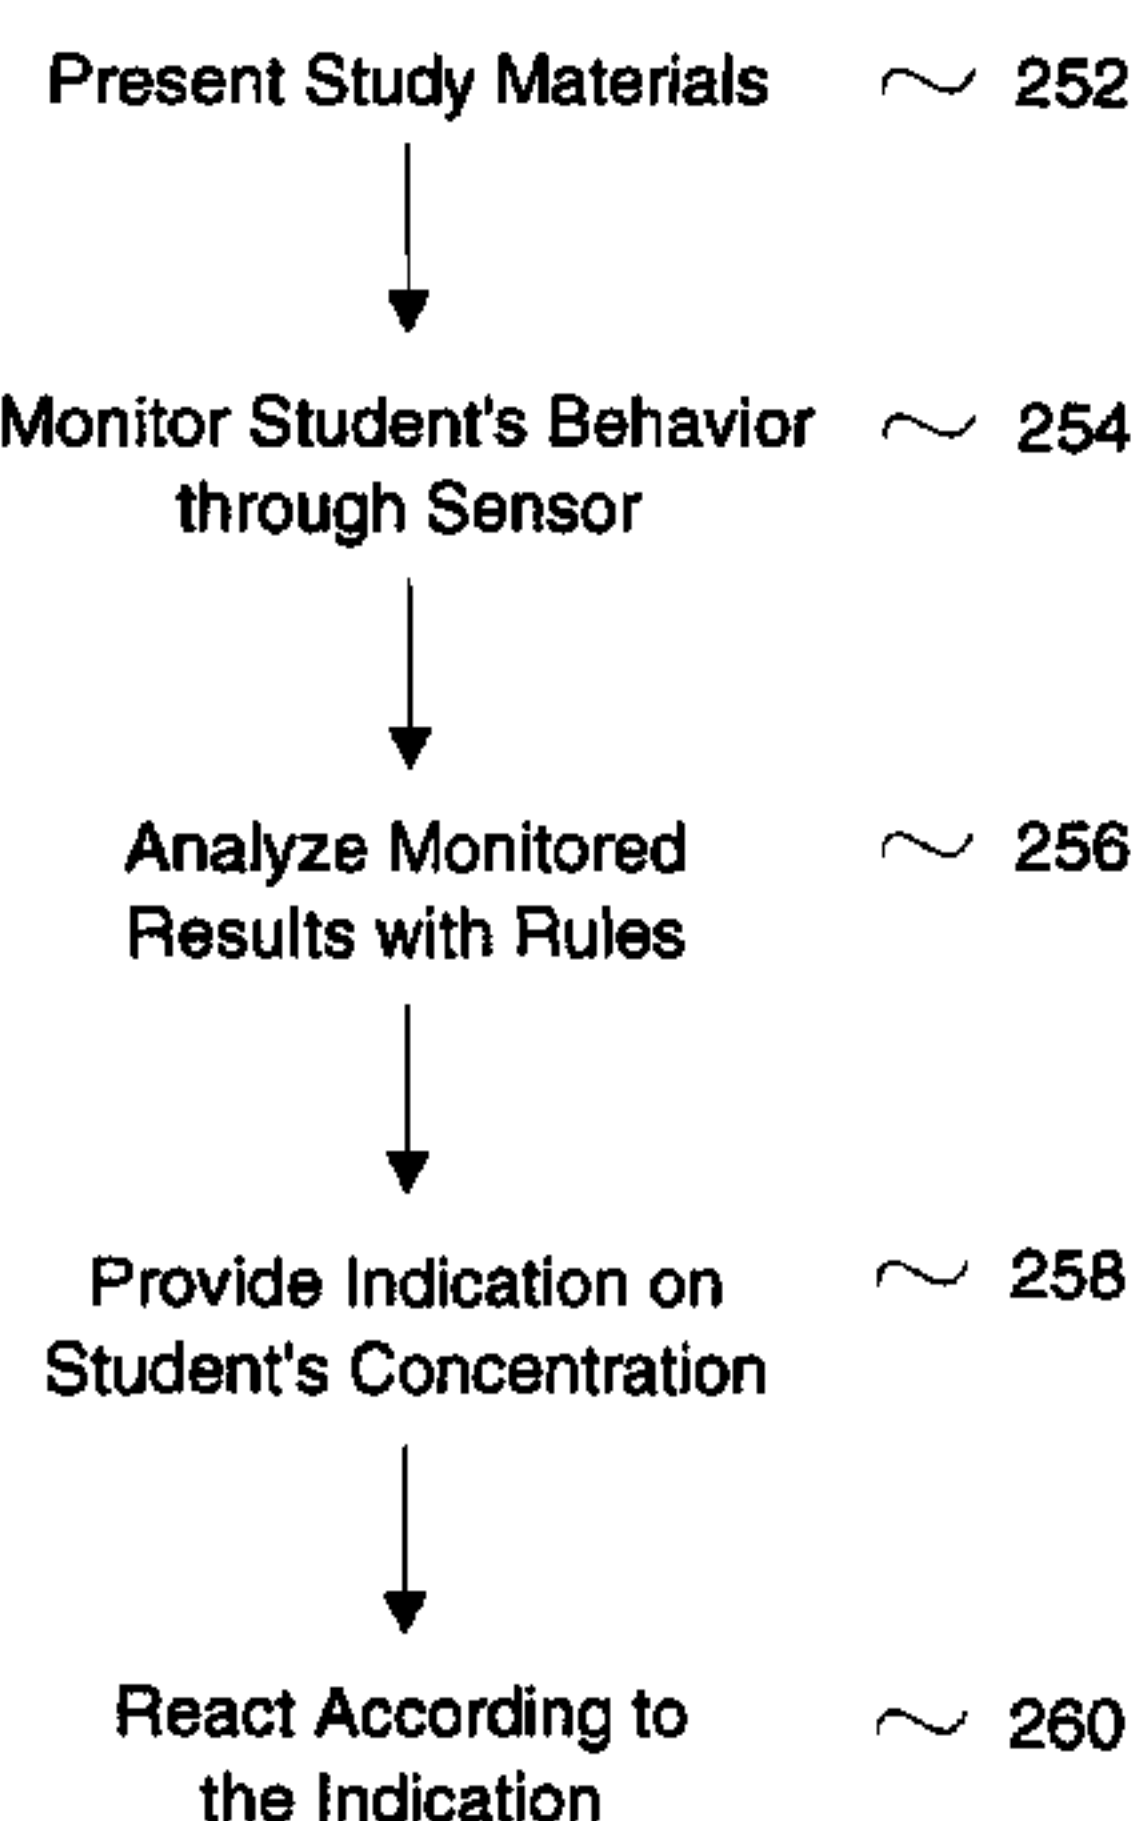 Present Study Materials 252
Monitor Student's Behavior 254
through Sensor
Analyze Monitored 256
Results with Rules
Provide Indication on 258
Student's Concentration
React According to 260
the Indication